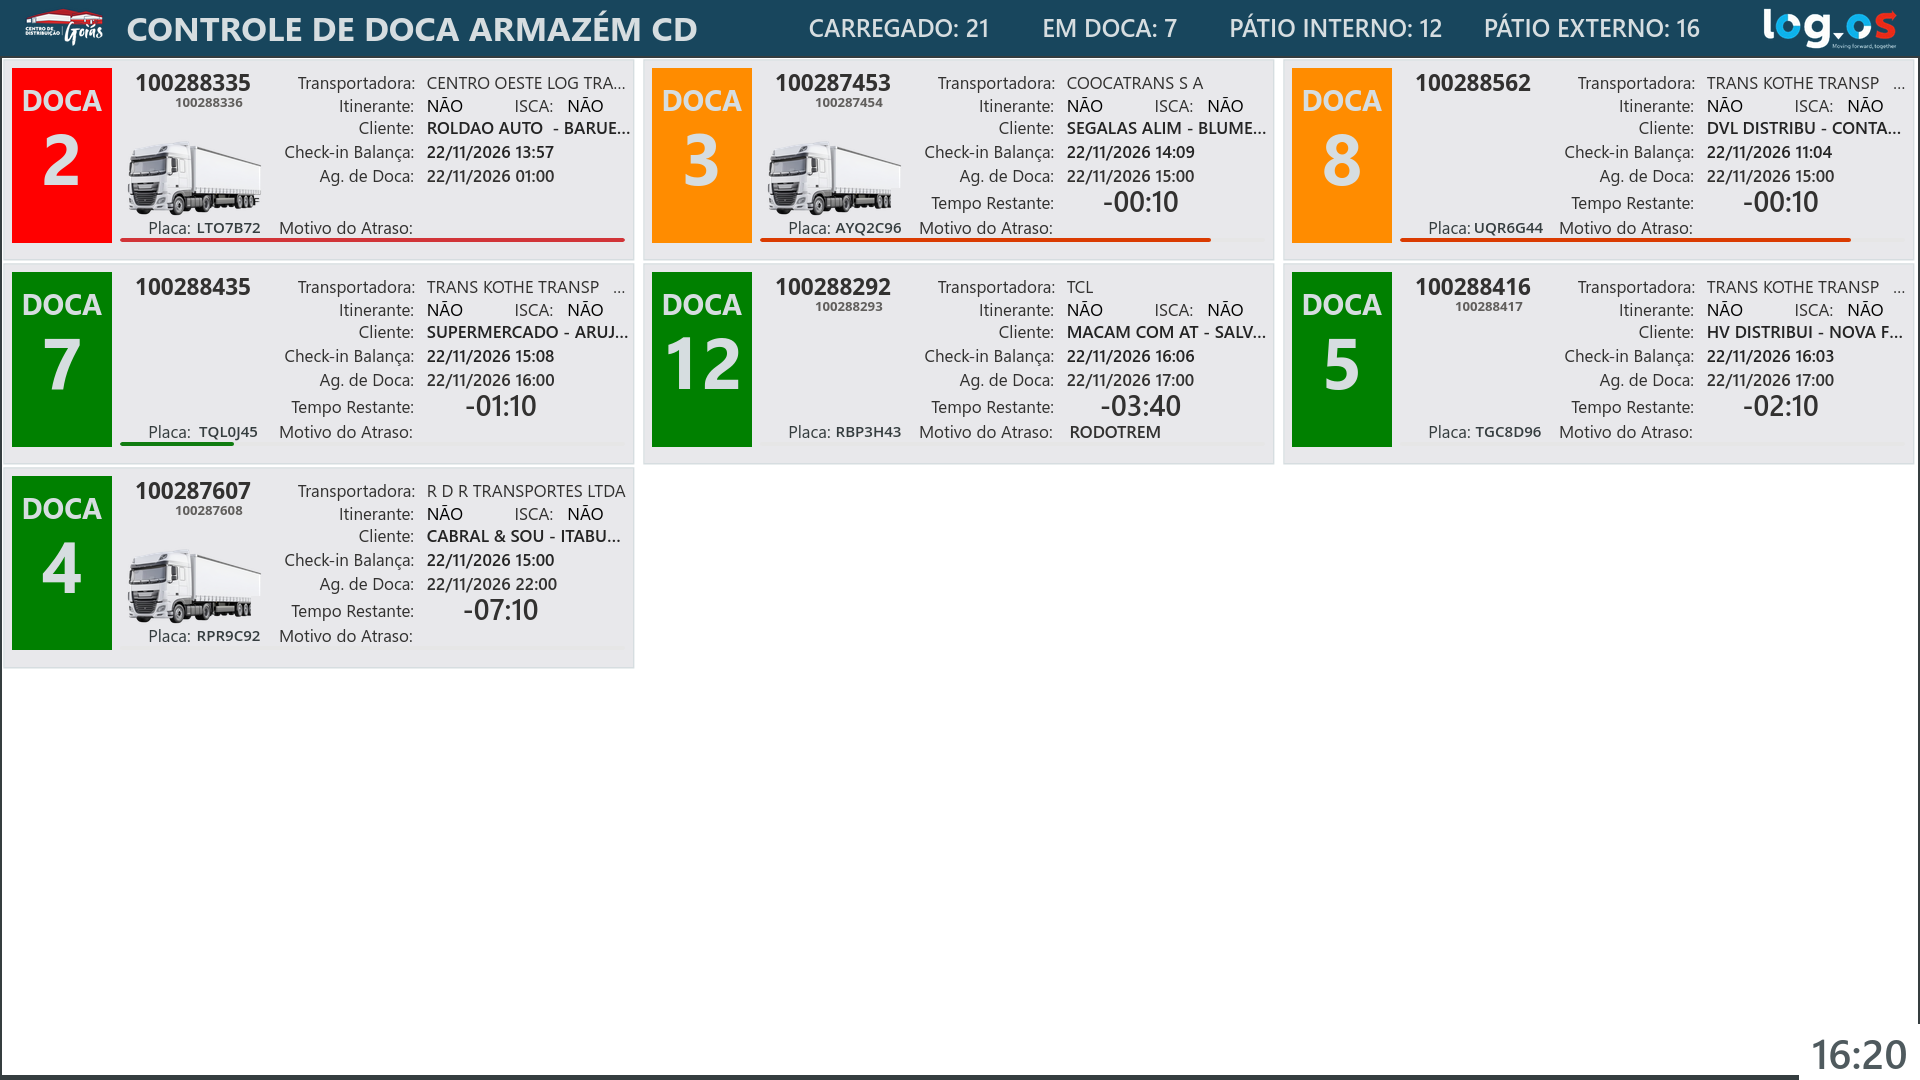 CENTRO DE DISTRIBUIÇÃO Goiás
CONTROLE DE DOCA ARMAZÉM CD
CARREGADO: 21
EM DOCA: 7
PÁTIO INTERNO: 12
PÁTIO EXTERNO: 16
log.os
Moving forward, together
DOCA
2
100288335
100288336
Transportadora: CENTRO OESTE LOG TRA...
Itinerante: NÃO ISCA: NÃO
Cliente: ROLDAO AUTO - BARUE...
Check-in Balança: 22/11/2026 13:57
Ag. de Doca: 22/11/2026 01:00
Placa: LTO7B72 Motivo do Atraso:
DOCA
3
100287453
100287454
Transportadora: COOCATRANS S A
Itinerante: NÃO ISCA: NÃO
Cliente: SEGALAS ALIM - BLUME...
Check-in Balança: 22/11/2026 14:09
Ag. de Doca: 22/11/2026 15:00
Tempo Restante: -00:10
Placa: AYQ2C96 Motivo do Atraso:
DOCA
8
100288562
Transportadora: TRANS KOTHE TRANSP ...
Itinerante: NÃO ISCA: NÃO
Cliente: DVL DISTRIBU - CONTA...
Check-in Balança: 22/11/2026 11:04
Ag. de Doca: 22/11/2026 15:00
Tempo Restante: -00:10
Placa: UQR6G44 Motivo do Atraso:
DOCA
7
100288435
Transportadora: TRANS KOTHE TRANSP ...
Itinerante: NÃO ISCA: NÃO
Cliente: SUPERMERCADO - ARUJ...
Check-in Balança: 22/11/2026 15:08
Ag. de Doca: 22/11/2026 16:00
Tempo Restante: -01:10
Placa: TQL0J45 Motivo do Atraso:
DOCA
12
100288292
100288293
Transportadora: TCL
Itinerante: NÃO ISCA: NÃO
Cliente: MACAM COM AT - SALV...
Check-in Balança: 22/11/2026 16:06
Ag. de Doca: 22/11/2026 17:00
Tempo Restante: -03:40
Placa: RBP3H43 Motivo do Atraso: RODOTREM
DOCA
5
100288416
100288417
Transportadora: TRANS KOTHE TRANSP ...
Itinerante: NÃO ISCA: NÃO
Cliente: HV DISTRIBUI - NOVA F...
Check-in Balança: 22/11/2026 16:03
Ag. de Doca: 22/11/2026 17:00
Tempo Restante: -02:10
Placa: TGC8D96 Motivo do Atraso:
DOCA
4
100287607
100287608
Transportadora: R D R TRANSPORTES LTDA
Itinerante: NÃO ISCA: NÃO
Cliente: CABRAL & SOU - ITABU...
Check-in Balança: 22/11/2026 15:00
Ag. de Doca: 22/11/2026 22:00
Tempo Restante: -07:10
Placa: RPR9C92 Motivo do Atraso:
16:20